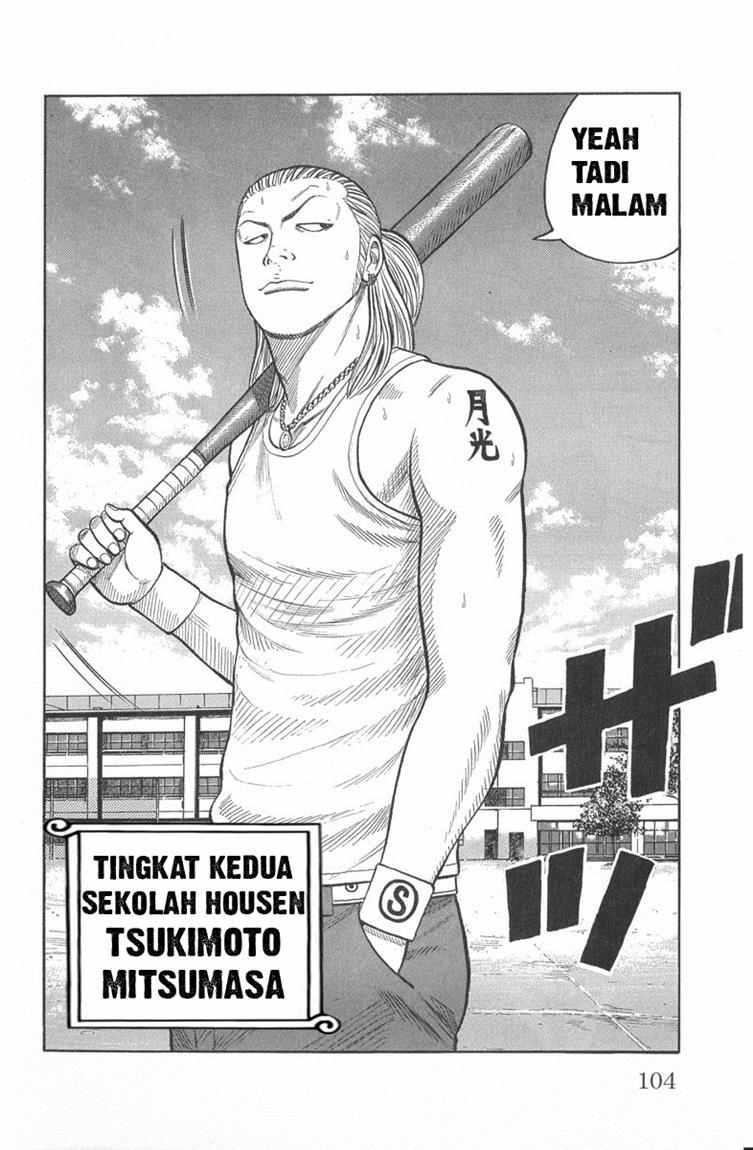 YEAH
TADI
MALAM
月光
ザッ
S
TINGKAT KEDUA
SEKOLAH HOUSEN
TSUKIMOTO
MITSUMASA
104